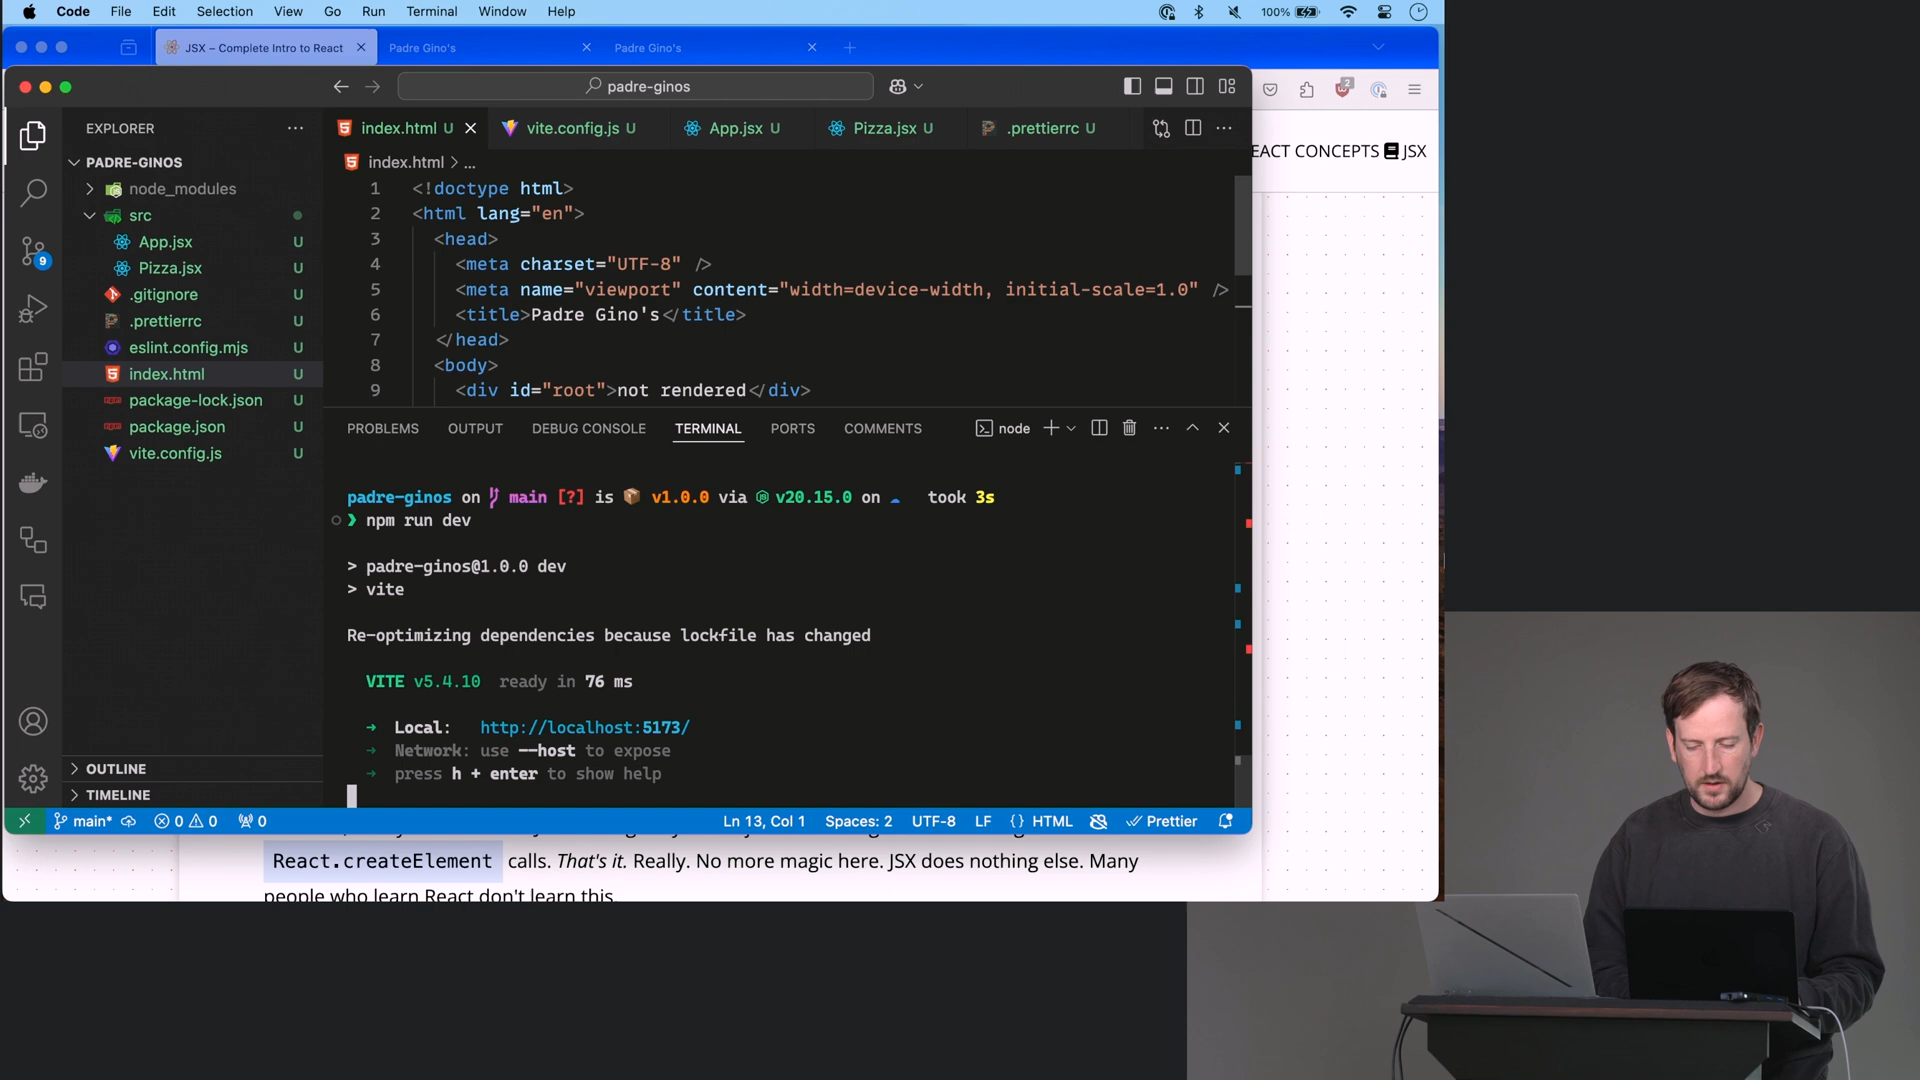 Code File Edit Selection View Go Run Terminal Window Help 100%
JSX – Complete Intro to React Padre Gino's Padre Gino's
padre-ginos
2
EXPLORER
index.html U vite.config.js U App.jsx U Pizza.jsx U .prettierrc U
EACT CONCEPTS JSX
PADRE-GINOS
node_modules
src
App.jsx U
Pizza.jsx U
.gitignore U
.prettierrc U
eslint.config.mjs U
index.html U
package-lock.json U
package.json U
vite.config.js U
OUTLINE
TIMELINE
9
index.html > ...
1 <!doctype html>
2 <html lang="en">
3 <head>
4 <meta charset="UTF-8" />
5 <meta name="viewport" content="width=device-width, initial-scale=1.0" />
6 <title>Padre Gino's</title>
7 </head>
8 <body>
9 <div id="root">not rendered</div>
PROBLEMS OUTPUT DEBUG CONSOLE TERMINAL PORTS COMMENTS node
padre-ginos on main [?] is v1.0.0 via v20.15.0 on took 3s
❯ npm run dev
> padre-ginos@1.0.0 dev
> vite
Re-optimizing dependencies because lockfile has changed
VITE v5.4.10 ready in 76 ms
➜ Local: http://localhost:5173/
➜ Network: use --host to expose
➜ press h + enter to show help
main* 0 0 0 Ln 13, Col 1 Spaces: 2 UTF-8 LF {} HTML Prettier
React.createElement calls. That's it. Really. No more magic here. JSX does nothing else. Many
people who learn React don't learn this.